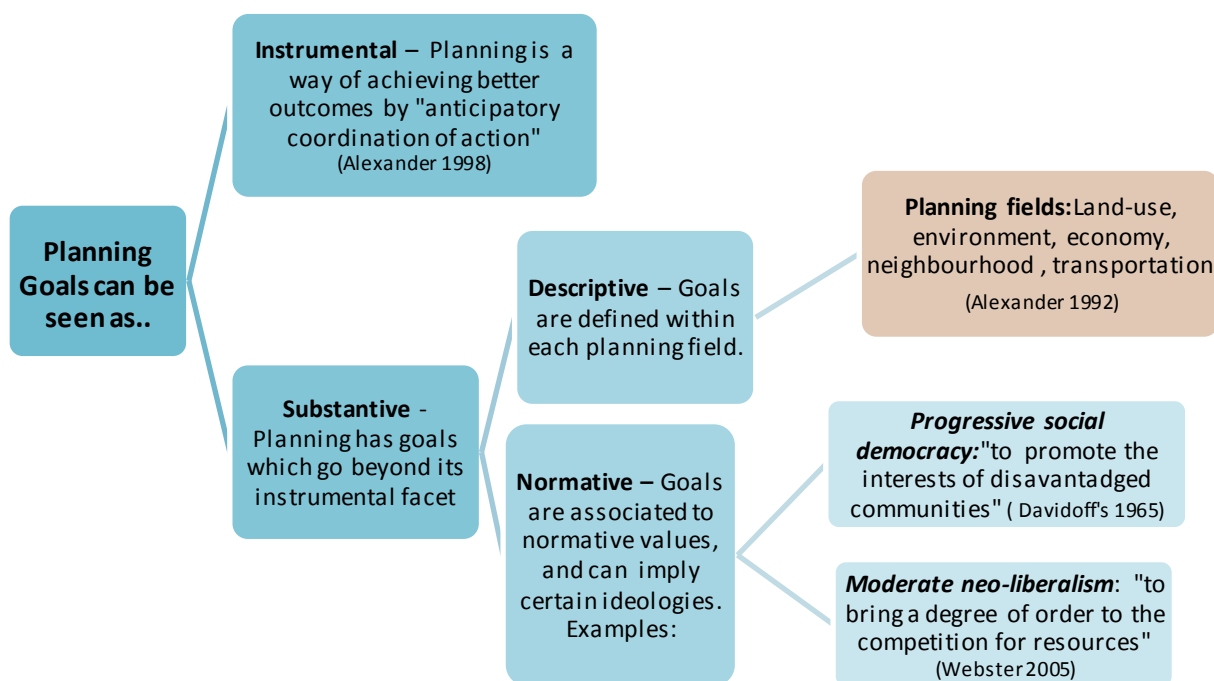 Instrumental – Planning is a
way of achieving better
outcomes by "anticipatory
coordination of action"
(Alexander 1998)
Planning
Goals can be
seen as..
Planning fields:Land-use,
environment, economy,
neighbourhood , transportation
(Alexander 1992)
Descriptive – Goals
are defined within
each planning field.
Substantive -
Planning has goals
which go beyond its
instrumental facet
Normative – Goals
are associated to
normative values,
and can imply
certain ideologies.
Examples:
Progressive social
democracy:"to promote the
interests of disavantadged
communities" ( Davidoff's 1965)
Moderate neo-liberalism: "to
bring a degree of order to the
competition for resources"
(Webster 2005)